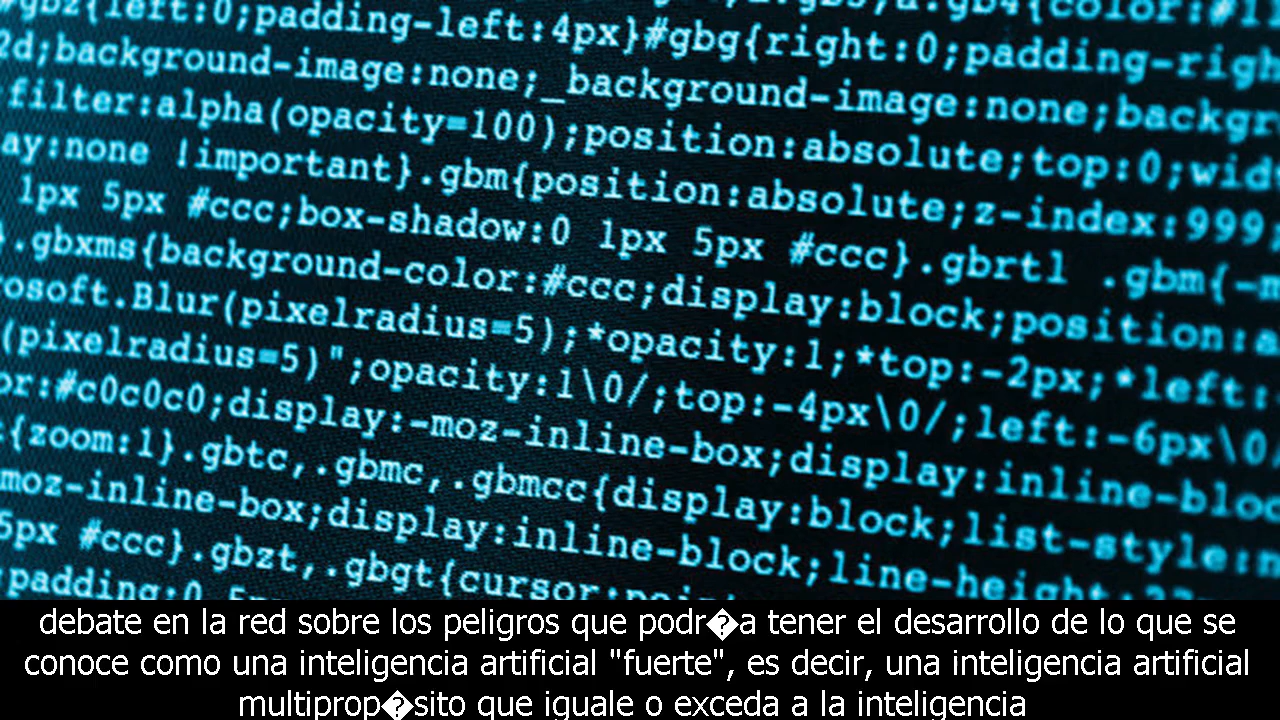 #gbz{left:0;padding-left:4px}#gbg{right:0;padding-righ
2d;background-image:none;_background-image:none;backgr
filter:alpha(opacity=100);position:absolute;top:0;widt
ay:none !important}.gbm{position:absolute;z-index:999;
1px 5px #ccc;box-shadow:0 1px 5px #ccc}.gbrtl .gbm{-m
}.gbxms{background-color:#ccc;display:block;position:a
osoft.Blur(pixelradius=5);*opacity:1;*top:-2px;*left:-
(pixelradius=5)";opacity:1\0/;top:-4px\0/;left:-6px\0/
or:#c0c0c0;display:-moz-inline-box;display:inline-bloc
{zoom:1}.gbtc,.gbmc,.gbmcc{display:block;list-style:n
moz-inline-box;display:inline-block;line-height:
5px #ccc}.gbzt,.gbgt{cursor:
;padding:0
debate en la red sobre los peligros que podr�a tener el desarrollo de lo que se
conoce como una inteligencia artificial "fuerte", es decir, una inteligencia artificial
multiprop�sito que iguale o exceda a la inteligencia